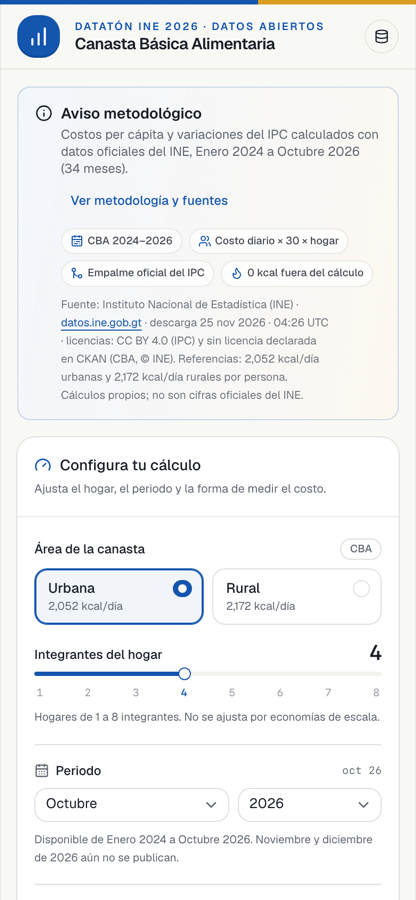 DATATÓN INE 2026 · DATOS ABIERTOS
Canasta Básica Alimentaria
Aviso metodológico
Costos per cápita y variaciones del IPC calculados con
datos oficiales del INE, Enero 2024 a Octubre 2026
(34 meses).
Ver metodología y fuentes
CBA 2024–2026
Costo diario × 30 × hogar
Empalme oficial del IPC
0 kcal fuera del cálculo
Fuente: Instituto Nacional de Estadística (INE) ·
datos.ine.gob.gt · descarga 25 nov 2026 · 04:26 UTC
· licencias: CC BY 4.0 (IPC) y sin licencia declarada
en CKAN (CBA, © INE). Referencias: 2,052 kcal/día
urbanas y 2,172 kcal/día rurales por persona.
Cálculos propios; no son cifras oficiales del INE.
Configura tu cálculo
Ajusta el hogar, el periodo y la forma de medir el costo.
Área de la canasta
CBA
Urbana
2,052 kcal/día
Rural
2,172 kcal/día
Integrantes del hogar
4
1 2 3 4 5 6 7 8
Hogares de 1 a 8 integrantes. No se ajusta por economías de escala.
Periodo
oct 26
Octubre
2026
Disponible de Enero 2024 a Octubre 2026. Noviembre y diciembre
de 2026 aún no se publican.